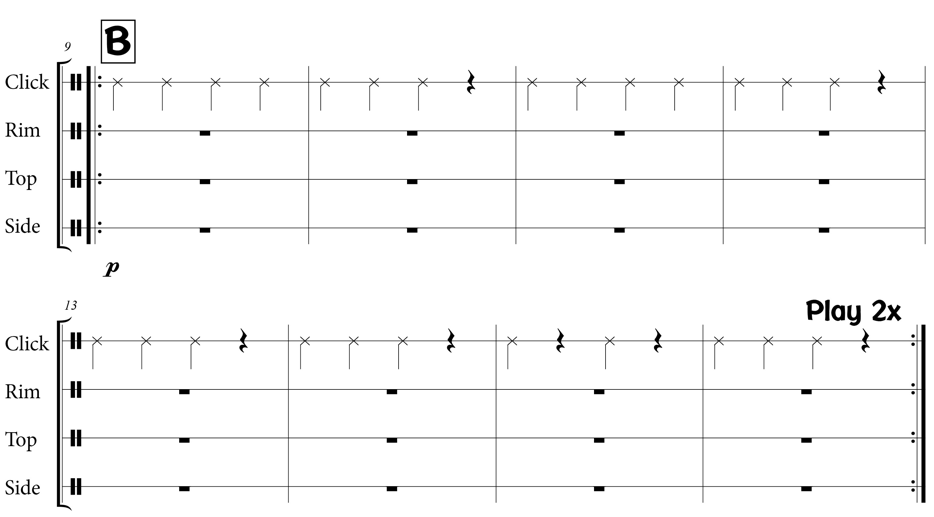 B
9
Click
Rim
Top
Side
p
13
Play 2x
Click
Rim
Top
Side